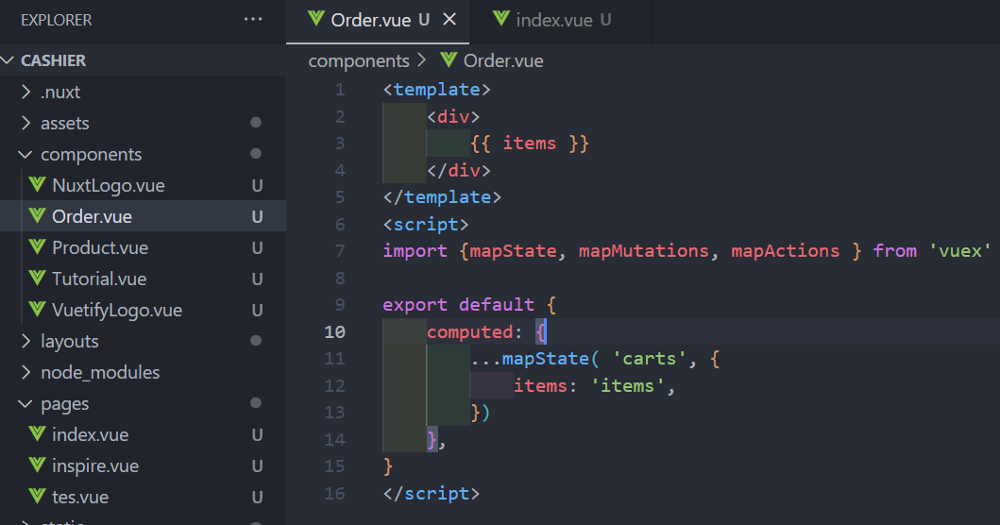 EXPLORER ...
CASHIER
.nuxt
assets
components
NuxtLogo.vue U
Order.vue U
Product.vue U
Tutorial.vue U
VuetifyLogo.vue U
layouts
node_modules
pages
index.vue U
inspire.vue U
tes.vue U
Order.vue U
index.vue U
components > Order.vue
1 <template>
2 <div>
3 {{ items }}
4 </div>
5 </template>
6 <script>
7 import {mapState, mapMutations, mapActions } from 'vuex'
8
9 export default {
10 computed: {
11 ...mapState( 'carts', {
12 items: 'items',
13 })
14 },
15 }
16 </script>